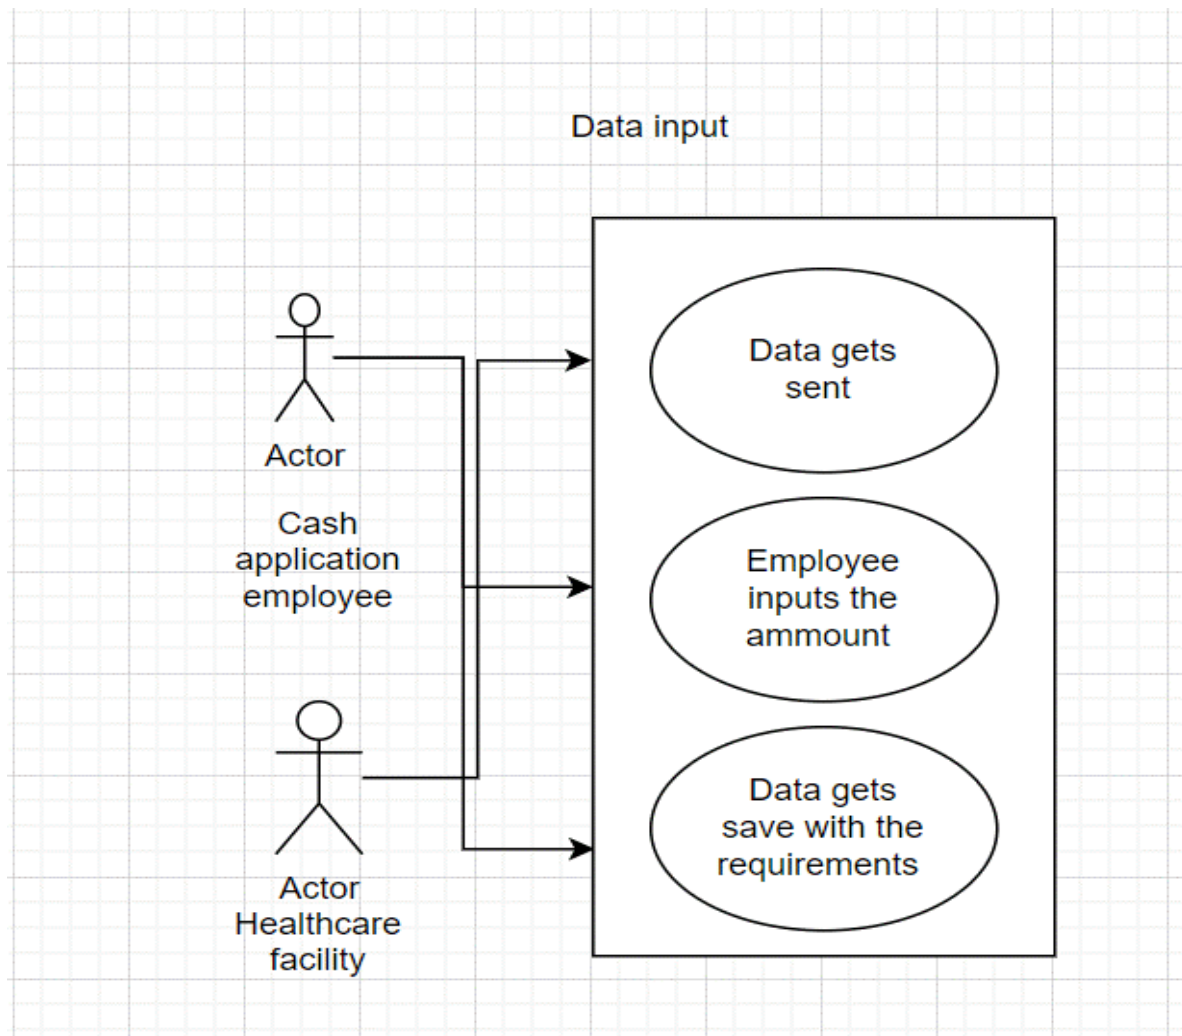 Data input
Actor
Cash
application
employee
Actor
Healthcare
facility
Data gets
sent
Employee
inputs the
ammount
Data gets
save with the
requirements